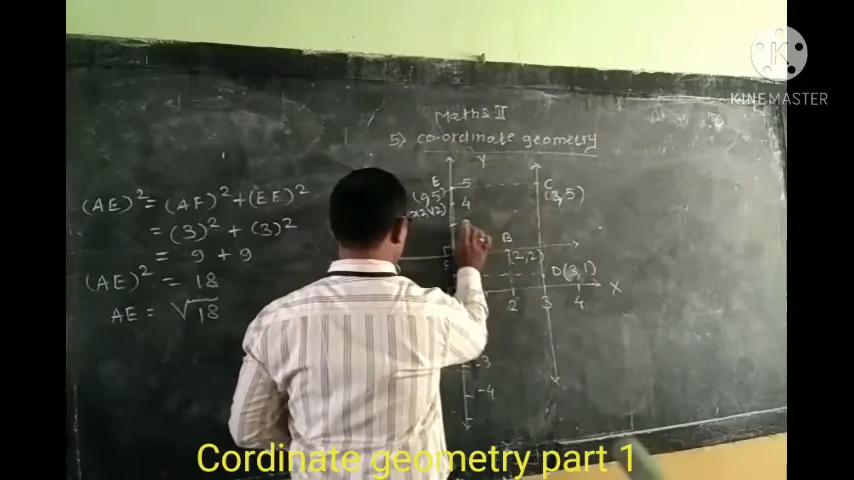 KINEMASTER
Maths II
5) co-ordinate geometry
(AE)² = (AF)² + (EF)²
= (3)² + (3)²
= 9 + 9
(AE)² = 18
AE = √18
Y
E
5
C
(3,5)
4
B
(2,2)
D(3,1)
X
2
3
4
-3
-4
Cordinate geometry part 1